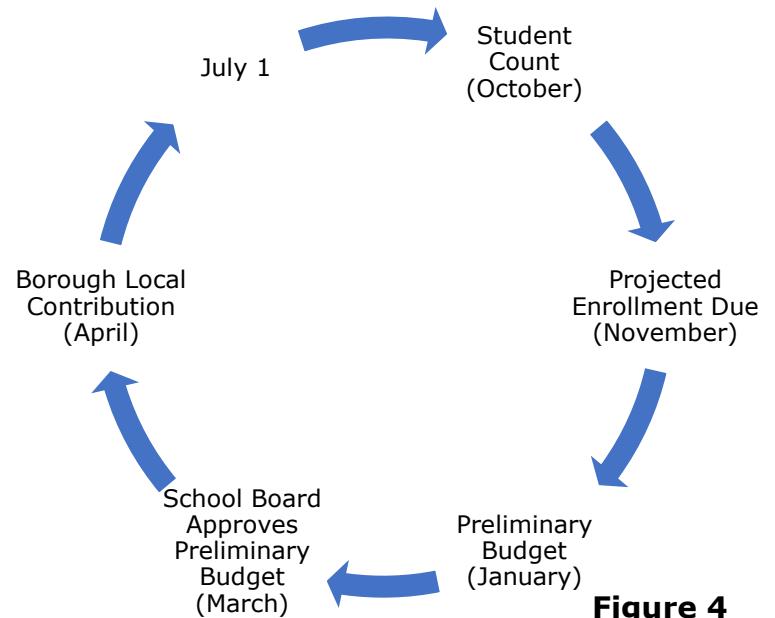 July 1
Student
Count
(October)
Projected
Enrollment Due
(November)
Preliminary
Budget
(January)
School Board
Approves
Preliminary
Budget
(March)
Borough Local
Contribution
(April)
Figure 4